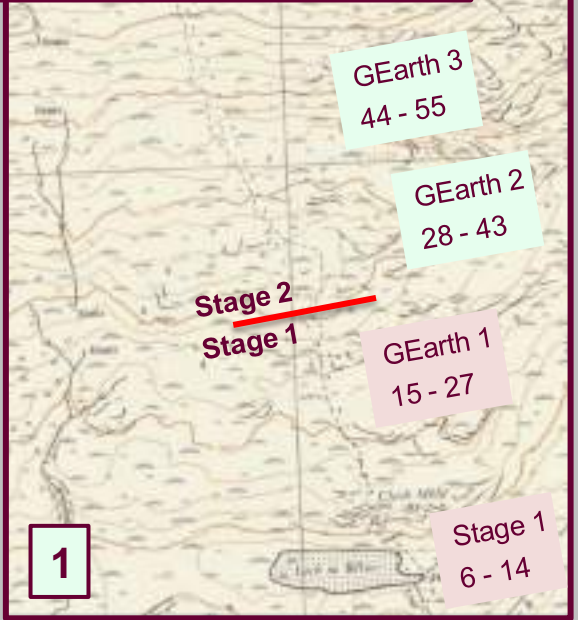 GEarth 3
44 - 55
GEarth 2
28 - 43
Stage 2
Stage 1
GEarth 1
15 - 27
Stage 1
6 - 14
1